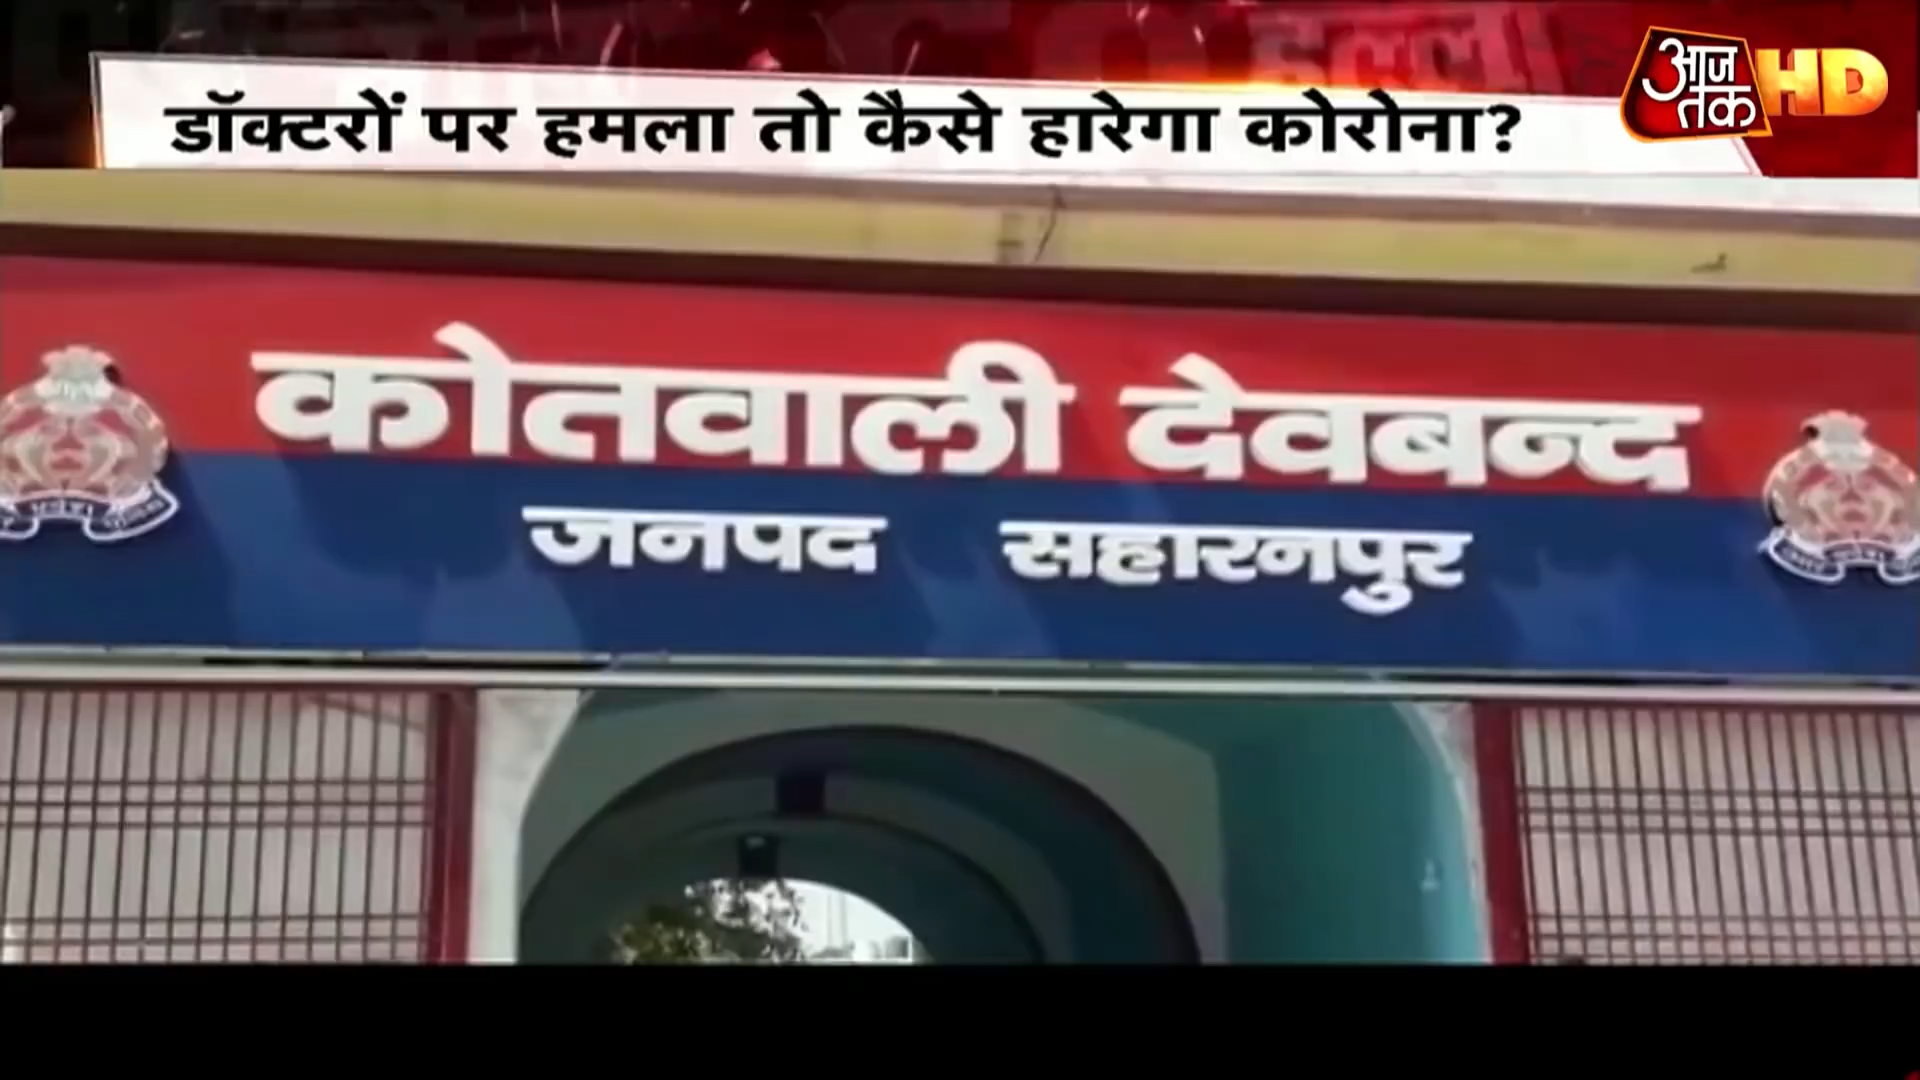 डॉक्टरों पर हमला तो कैसे हारेगा कोरोना?
आज तक HD
कोतवाली देवबन्द
जनपद सहारनपुर